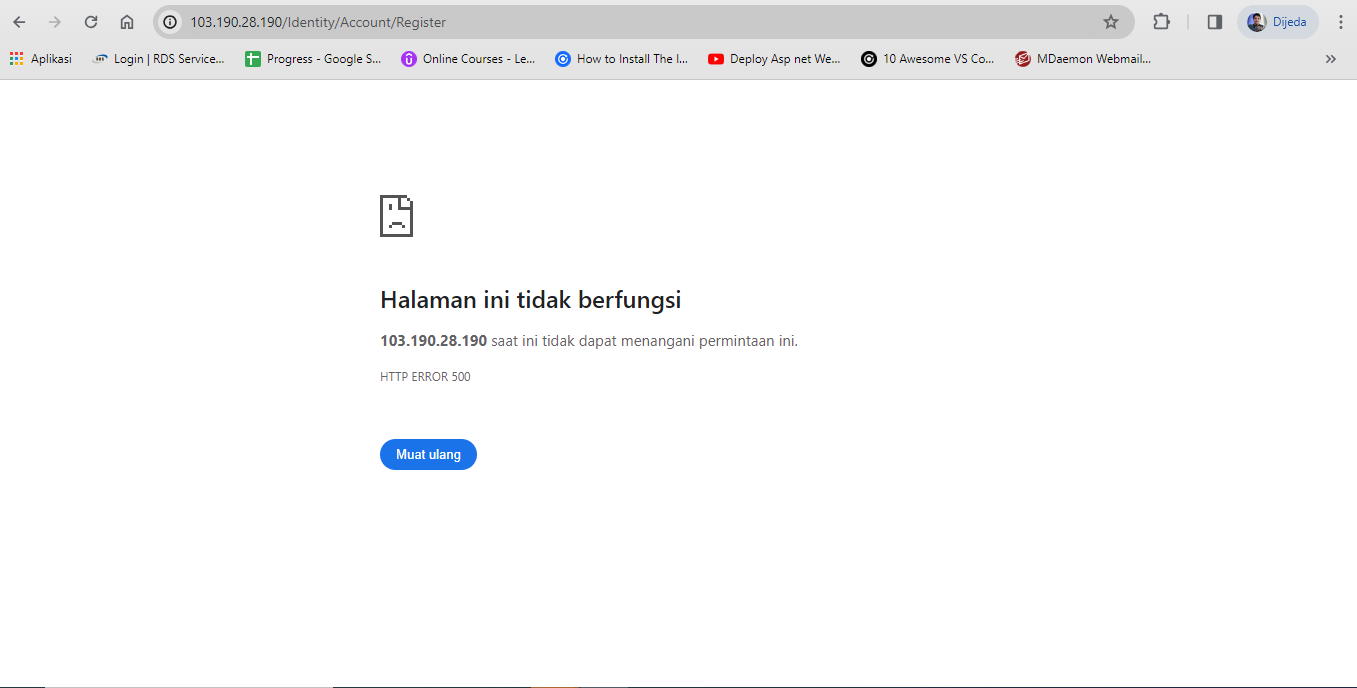 103.190.28.190/Identity/Account/Register
Dijeda
Aplikasi
Login | RDS Service...
Progress - Google S...
Online Courses - Le...
How to Install The I...
Deploy Asp net We...
10 Awesome VS Co...
MDaemon Webmail...
Halaman ini tidak berfungsi
103.190.28.190 saat ini tidak dapat menangani permintaan ini.
HTTP ERROR 500
Muat ulang